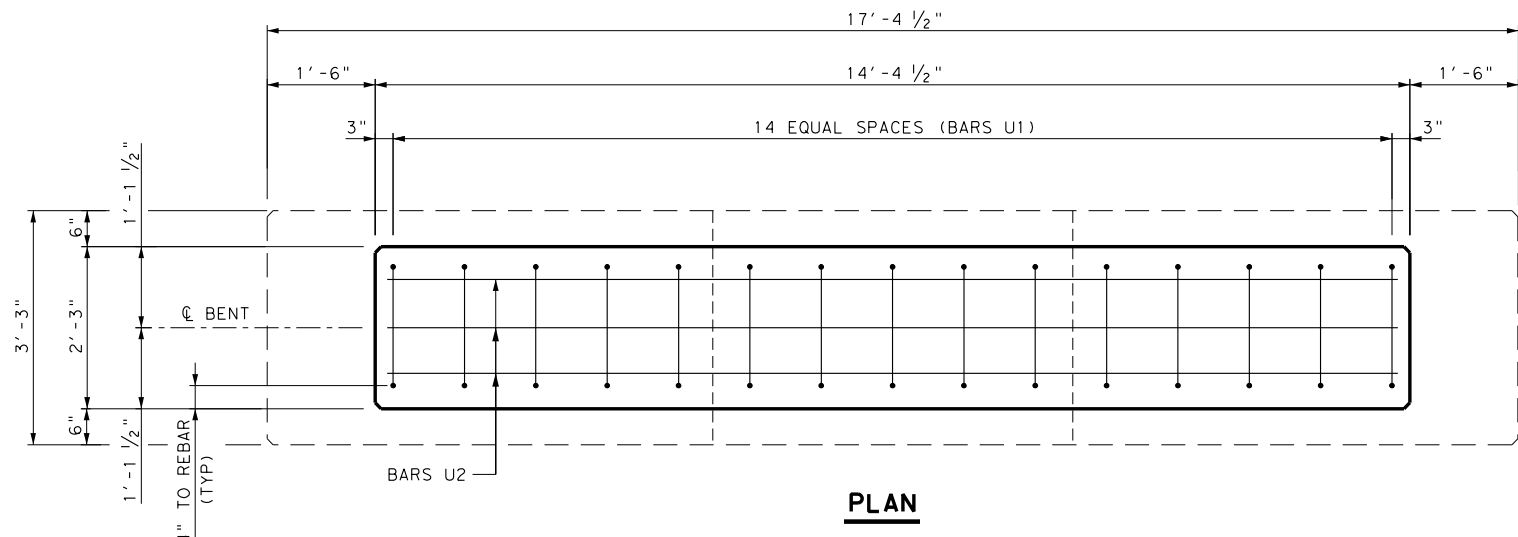 17'-4 1/2"
1'-6"
14'-4 1/2"
1'-6"
3"
14 EQUAL SPACES (BARS U1)
3"
1'-1 1/2"
6"
℄ BENT
3'-3"
2'-3"
6"
1'-1 1/2"
TO REBAR
(TYP)
BARS U2
PLAN